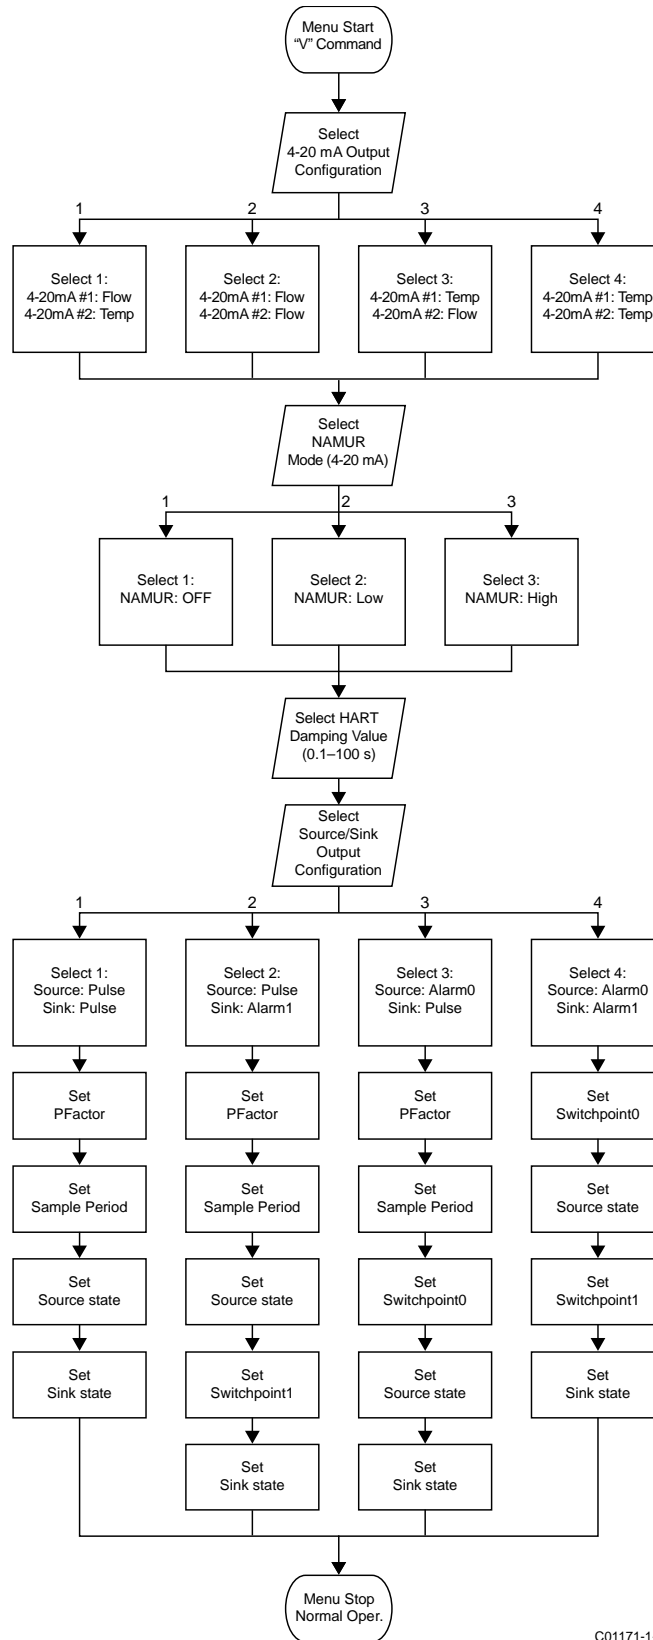 Menu Start
“V” Command
Select
4-20 mA Output
Configuration
1
2
3
4
Select 1:
4-20mA #1: Flow
4-20mA #2: Temp
Select 2:
4-20mA #1: Flow
4-20mA #2: Flow
Select 3:
4-20mA #1: Temp
4-20mA #2: Flow
Select 4:
4-20mA #1: Temp
4-20mA #2: Temp
Select
NAMUR
Mode (4-20 mA)
1
2
3
Select 1:
NAMUR: OFF
Select 2:
NAMUR: Low
Select 3:
NAMUR: High
Select HART
Damping Value
(0.1–100 s)
Select
Source/Sink
Output
Configuration
1
2
3
4
Select 1:
Source: Pulse
Sink: Pulse
Select 2:
Source: Pulse
Sink: Alarm1
Select 3:
Source: Alarm0
Sink: Pulse
Select 4:
Source: Alarm0
Sink: Alarm1
Set
PFactor
Set
PFactor
Set
PFactor
Set
Switchpoint0
Set
Sample Period
Set
Sample Period
Set
Sample Period
Set
Source state
Set
Source state
Set
Source state
Set
Switchpoint0
Set
Switchpoint1
Set
Sink state
Set
Switchpoint1
Set
Source state
Set
Sink state
Set
Sink state
Set
Sink state
Menu Stop
Normal Oper.